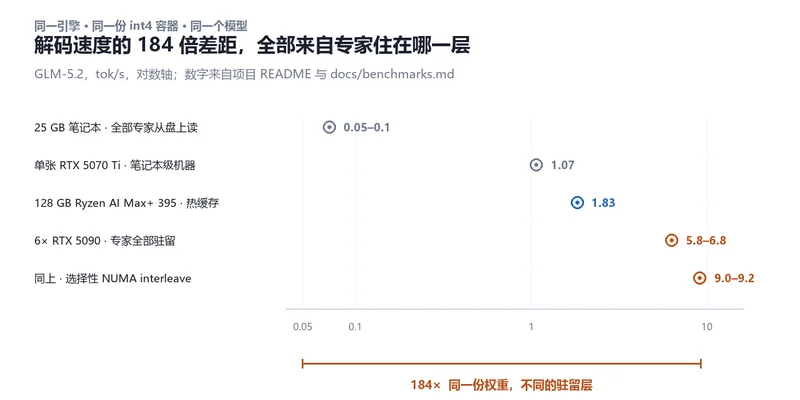 同一引擎・同一份 int4 容器・同一个模型
解码速度的 184 倍差距，全部来自专家住在哪一层
GLM-5.2，tok/s，对数轴；数字来自项目 README 与 docs/benchmarks.md
25 GB 笔记本 · 全部专家从盘上读 0.05–0.1
单张 RTX 5070 Ti · 笔记本级机器 1.07
128 GB Ryzen AI Max+ 395 · 热缓存 1.83
6× RTX 5090 · 专家全部驻留 5.8–6.8
同上 · 选择性 NUMA interleave 9.0–9.2
0.05 0.1 1 10
184× 同一份权重，不同的驻留层